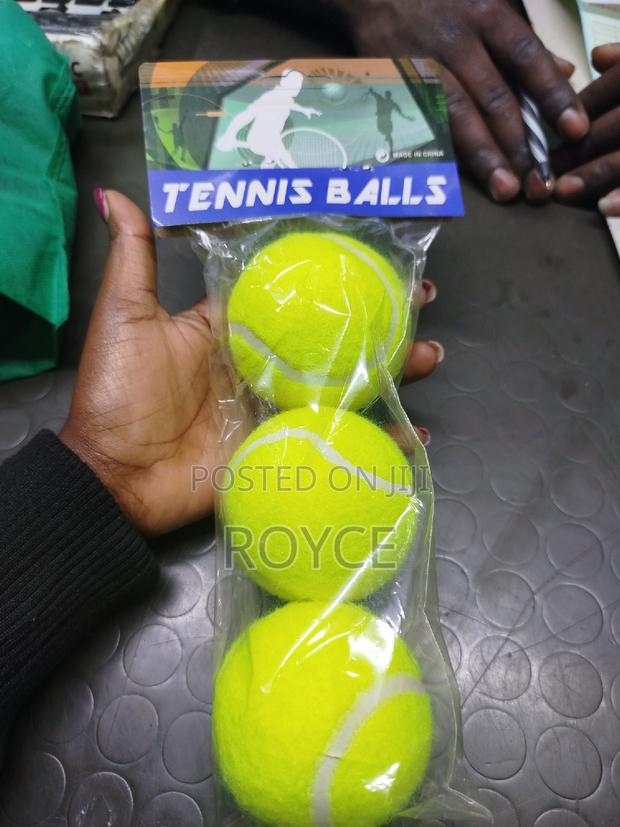 MADE IN CHINA
TENNIS BALLS
POSTED ON JIJI
ROYCE